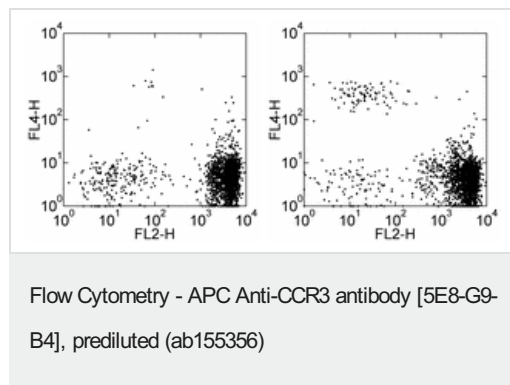 10⁴ 10⁴
10³ 10³
FL4-H 10² FL4-H 10²
10¹ 10¹
10⁰ 10⁰
10⁰ 10¹ 10² 10³ 10⁴ 10⁰ 10¹ 10² 10³ 10⁴
FL2-H FL2-H
Flow Cytometry - APC Anti-CCR3 antibody [5E8-G9-
B4], prediluted (ab155356)